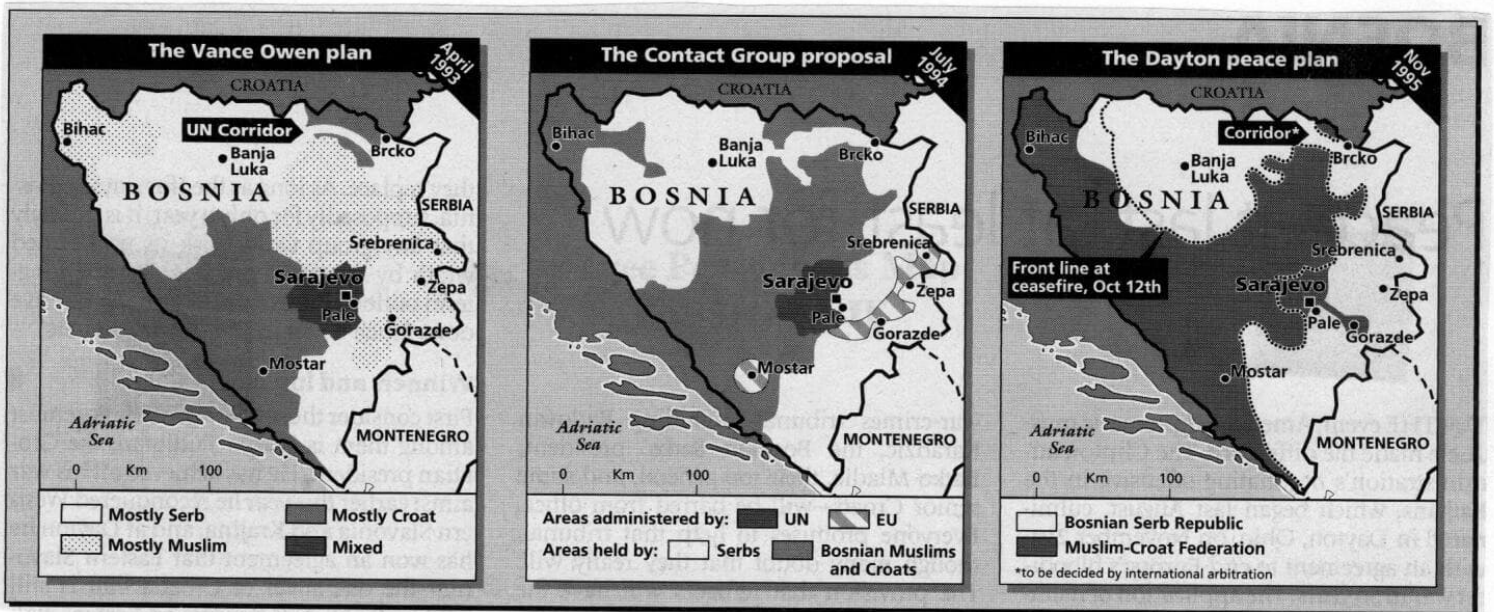 BOSNIA
The Vance Owen plan
April
1993
CROATIA
Bihac
UN Corridor
Brcko
Banja
Luka
BOSNIA
SERBIA
Srebrenica
Sarajevo
Zepa
Pale
Gorazde
Mostar
Adriatic
Sea
MONTENEGRO
0 Km 100
Mostly Serb
Mostly Croat
Mostly Muslim
Mixed
The Contact Group proposal
July
1994
CROATIA
Bihac
Banja
Luka
Brcko
BOSNIA
SERBIA
Srebrenica
Sarajevo
Zepa
Pale
Gorazde
Mostar
Adriatic
Sea
MONTENEGRO
0 Km 100
Areas administered by: UN EU
Areas held by: Serbs Bosnian Muslims
and Croats
The Dayton peace plan
Nov
1995
CROATIA
Bihac
Corridor*
Brcko
Banja
Luka
BOSNIA
SERBIA
Srebrenica
Front line at
ceasefire, Oct 12th
Sarajevo
Zepa
Pale
Gorazde
Mostar
Adriatic
Sea
MONTENEGRO
0 Km 100
Bosnian Serb Republic
Muslim-Croat Federation
*to be decided by international arbitration